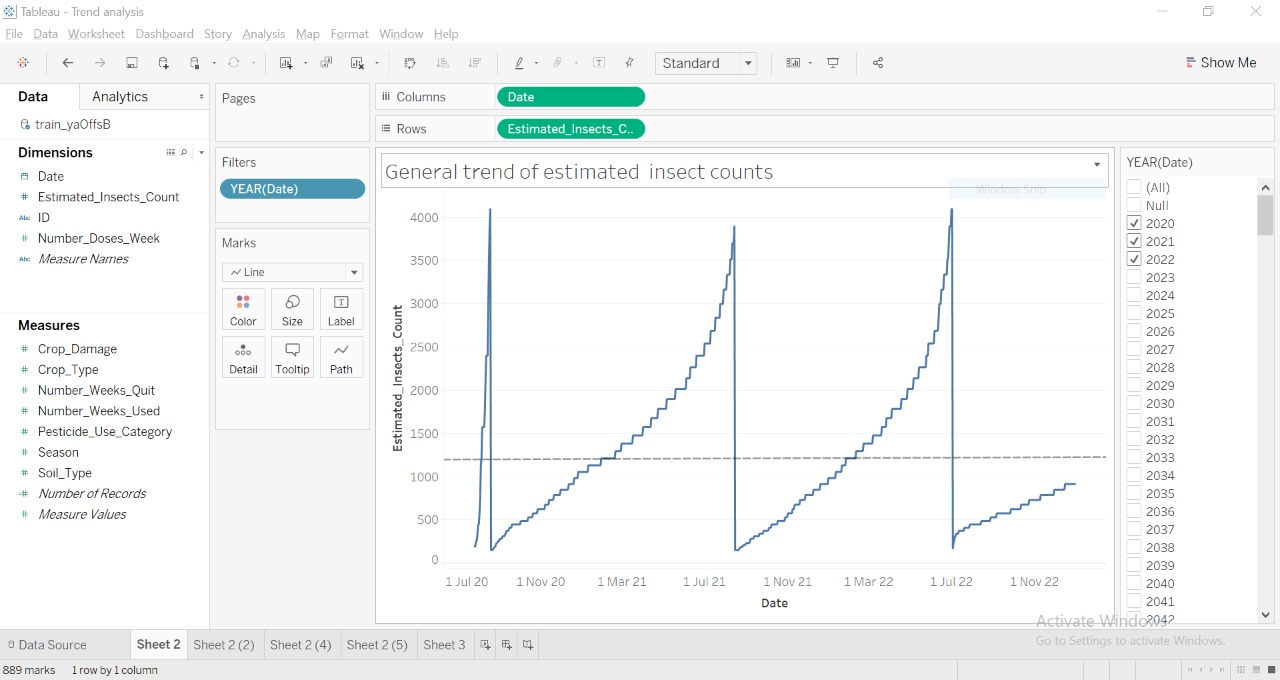 Tableau - Trend analysis
File Data Worksheet Dashboard Story Analysis Map Format Window Help
Standard
Show Me
Data Analytics
train_yaOffsB
Dimensions
Date
Estimated_Insects_Count
Abc ID
Number_Doses_Week
Abc Measure Names
Measures
Crop_Damage
Crop_Type
Number_Weeks_Quit
Number_Weeks_Used
Pesticide_Use_Category
Season
Soil_Type
Number of Records
Measure Values
Pages
Filters
YEAR(Date)
Marks
Line
Color Size Label
Detail Tooltip Path
Columns Date
Rows Estimated_Insects_C..
General trend of estimated insect counts
Window Snip
Estimated_Insects_Count
4000
3500
3000
2500
2000
1500
1000
500
0
1 Jul 20 1 Nov 20 1 Mar 21 1 Jul 21 1 Nov 21 1 Mar 22 1 Jul 22 1 Nov 22
Date
YEAR(Date)
(All)
Null
2020
2021
2022
2023
2024
2025
2026
2027
2028
2029
2030
2031
2032
2033
2034
2035
2036
2037
2038
2039
2040
2041
2042
Activate Windows
Go to Settings to activate Windows.
Data Source Sheet 2 Sheet 2 (2) Sheet 2 (4) Sheet 2 (5) Sheet 3
889 marks 1 row by 1 column